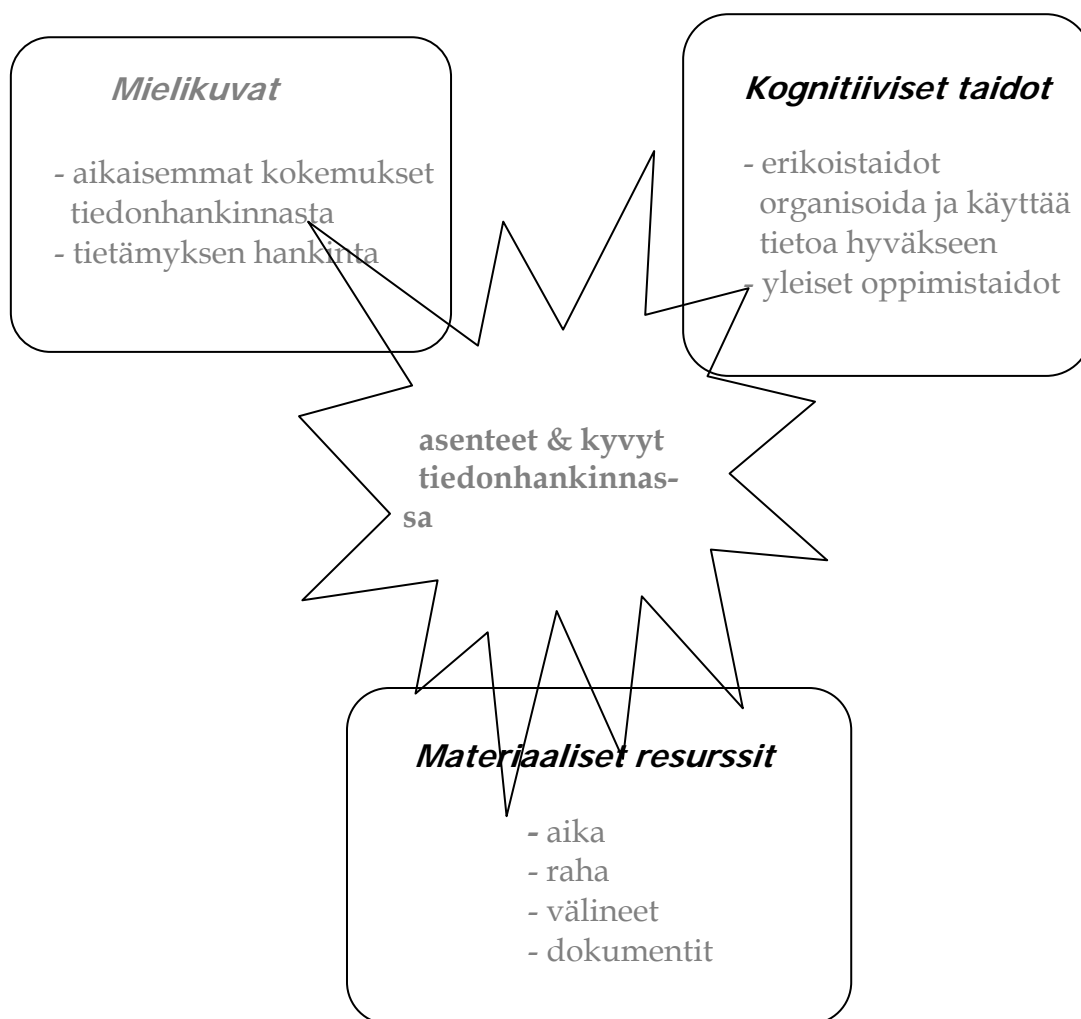 Mielikuvat
- aikaisemmat kokemukset
tiedonhankinnasta
- tietämyksen hankinta
Kognitiiviset taidot
- erikoistaidot
organisoida ja käyttää
tietoa hyväkseen
- yleiset oppimistaidot
asenteet & kyvyt
tiedonhankinnas-
sa
Materiaaliset resurssit
- aika
- raha
- välineet
- dokumentit